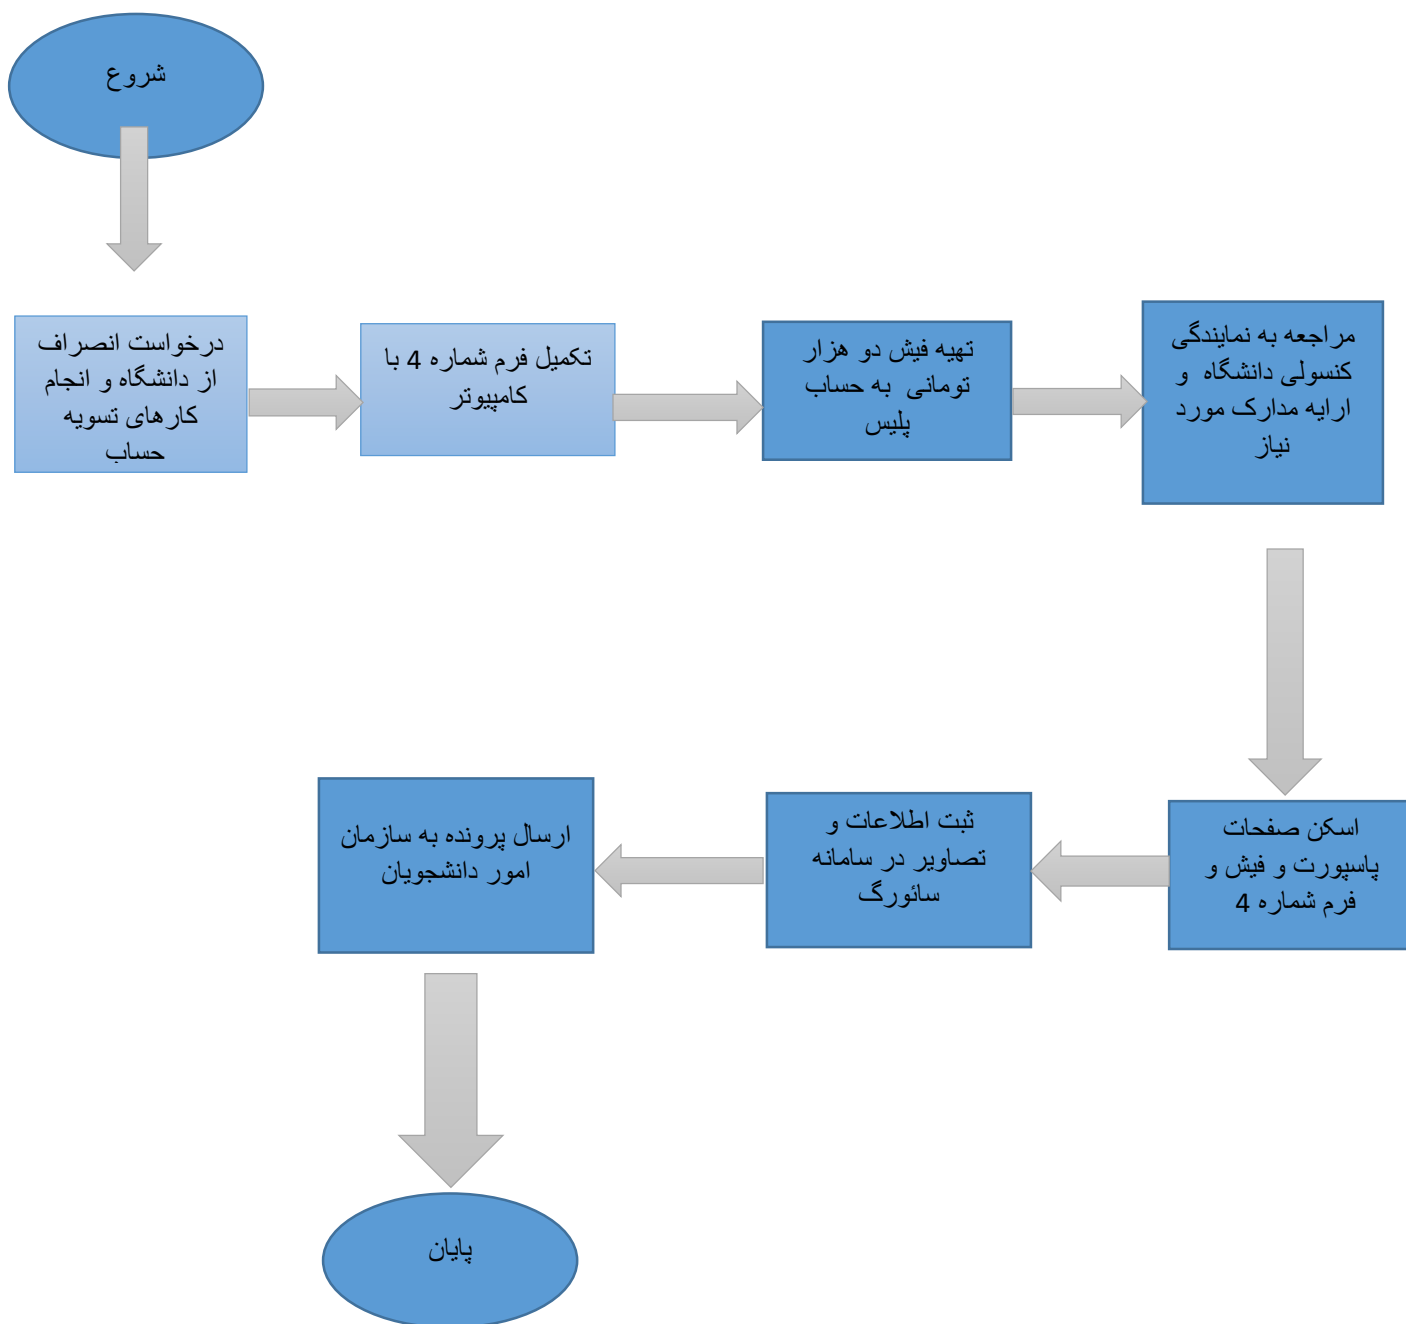 شروع
درخواست انصراف
از دانشگاه و انجام
کارهای تسویه
حساب
تکمیل فرم شماره 4 با
کامپیوتر
تهیه فیش دو هزار
تومانی به حساب
پلیس
مراجعه به نمایندگی
کنسولی دانشگاه و
ارایه مدارک مورد
نیاز
اسکن صفحات
پاسپورت و فیش و
فرم شماره 4
ثبت اطلاعات و
تصاویر در سامانه
سائورگ
ارسال پرونده به سازمان
امور دانشجویان
پایان